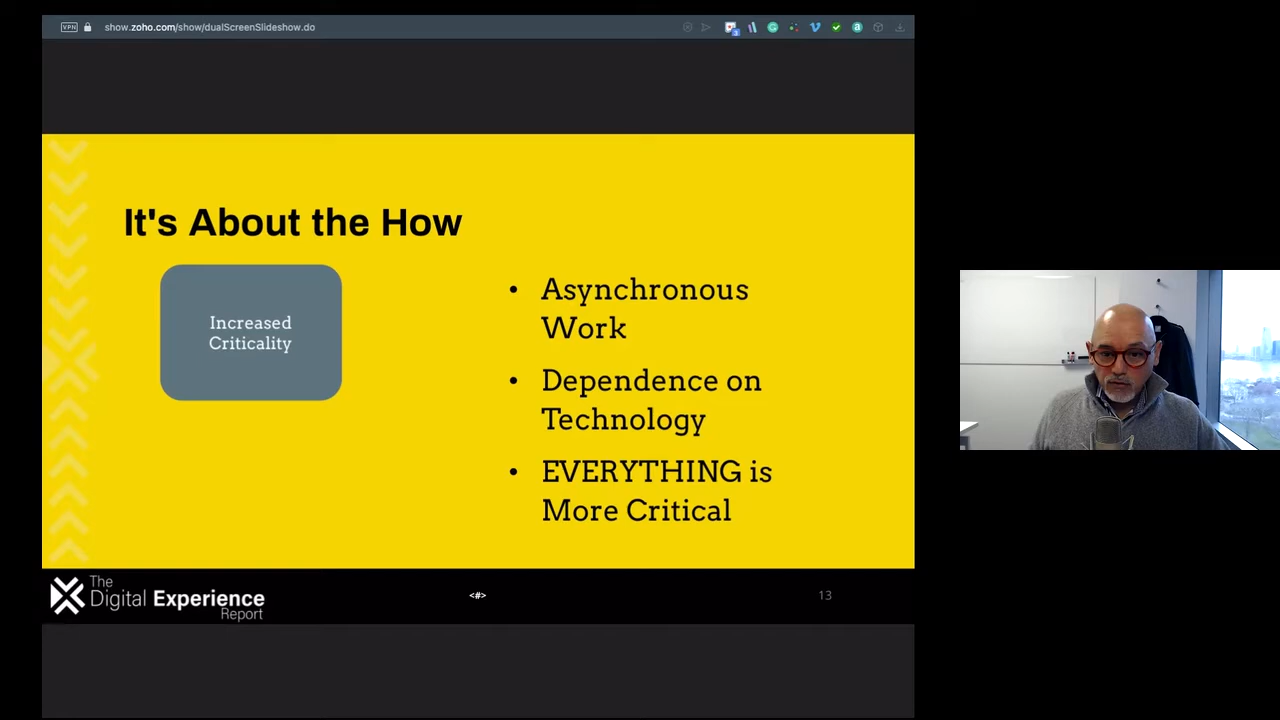 VPN show.zoho.com/show/dualScreenSlideshow.do
It's About the How
Increased
Criticality
• Asynchronous
Work
• Dependence on
Technology
• EVERYTHING is
More Critical
The
Digital Experience
Report
<#>
13